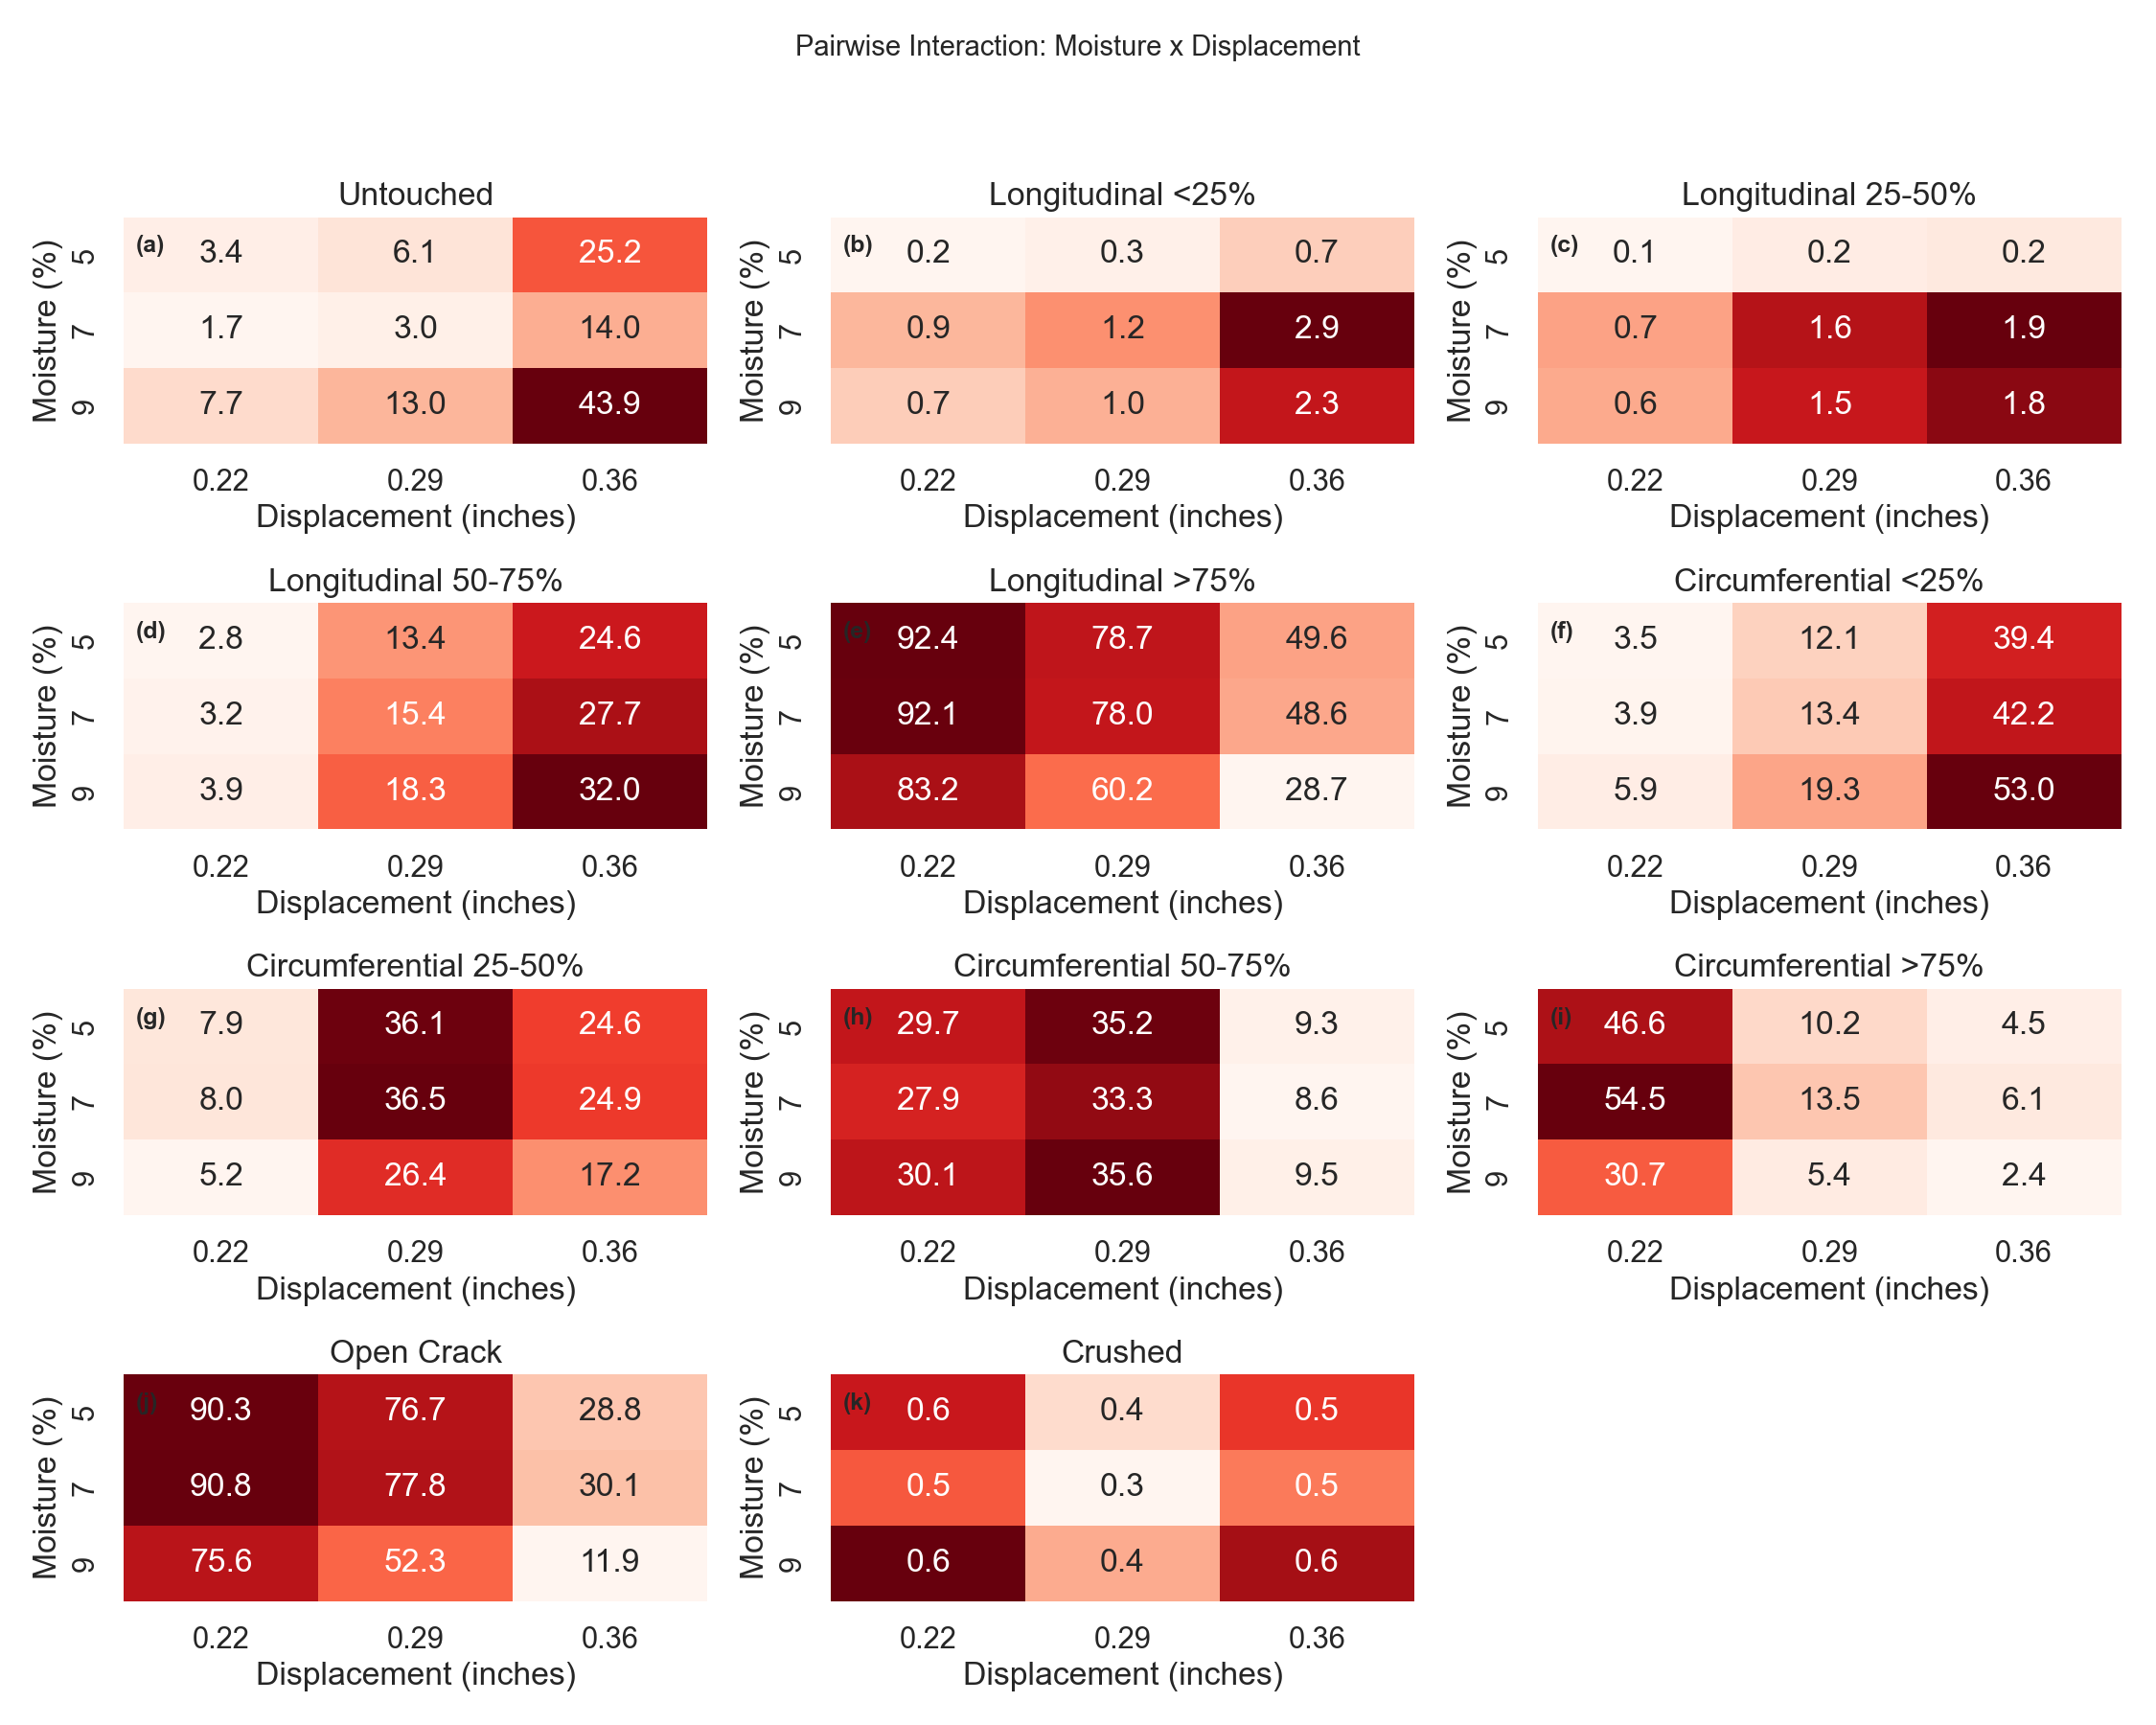 Pairwise Interaction: Moisture x Displacement
Untouched
(a) 3.4 6.1 25.2
1.7 3.0 14.0
7.7 13.0 43.9
Moisture (%)
5
7
9
0.22 0.29 0.36
Displacement (inches)
Longitudinal <25%
(b) 0.2 0.3 0.7
0.9 1.2 2.9
0.7 1.0 2.3
Moisture (%)
5
7
9
0.22 0.29 0.36
Displacement (inches)
Longitudinal 25-50%
(c) 0.1 0.2 0.2
0.7 1.6 1.9
0.6 1.5 1.8
Moisture (%)
5
7
9
0.22 0.29 0.36
Displacement (inches)
Longitudinal 50-75%
(d) 2.8 13.4 24.6
3.2 15.4 27.7
3.9 18.3 32.0
Moisture (%)
5
7
9
0.22 0.29 0.36
Displacement (inches)
Longitudinal >75%
(e) 92.4 78.7 49.6
92.1 78.0 48.6
83.2 60.2 28.7
Moisture (%)
5
7
9
0.22 0.29 0.36
Displacement (inches)
Circumferential <25%
(f) 3.5 12.1 39.4
3.9 13.4 42.2
5.9 19.3 53.0
Moisture (%)
5
7
9
0.22 0.29 0.36
Displacement (inches)
Circumferential 25-50%
(g) 7.9 36.1 24.6
8.0 36.5 24.9
5.2 26.4 17.2
Moisture (%)
5
7
9
0.22 0.29 0.36
Displacement (inches)
Circumferential 50-75%
(h) 29.7 35.2 9.3
27.9 33.3 8.6
30.1 35.6 9.5
Moisture (%)
5
7
9
0.22 0.29 0.36
Displacement (inches)
Circumferential >75%
(i) 46.6 10.2 4.5
54.5 13.5 6.1
30.7 5.4 2.4
Moisture (%)
5
7
9
0.22 0.29 0.36
Displacement (inches)
Open Crack
(j) 90.3 76.7 28.8
90.8 77.8 30.1
75.6 52.3 11.9
Moisture (%)
5
7
9
0.22 0.29 0.36
Displacement (inches)
Crushed
(k) 0.6 0.4 0.5
0.5 0.3 0.5
0.6 0.4 0.6
Moisture (%)
5
7
9
0.22 0.29 0.36
Displacement (inches)